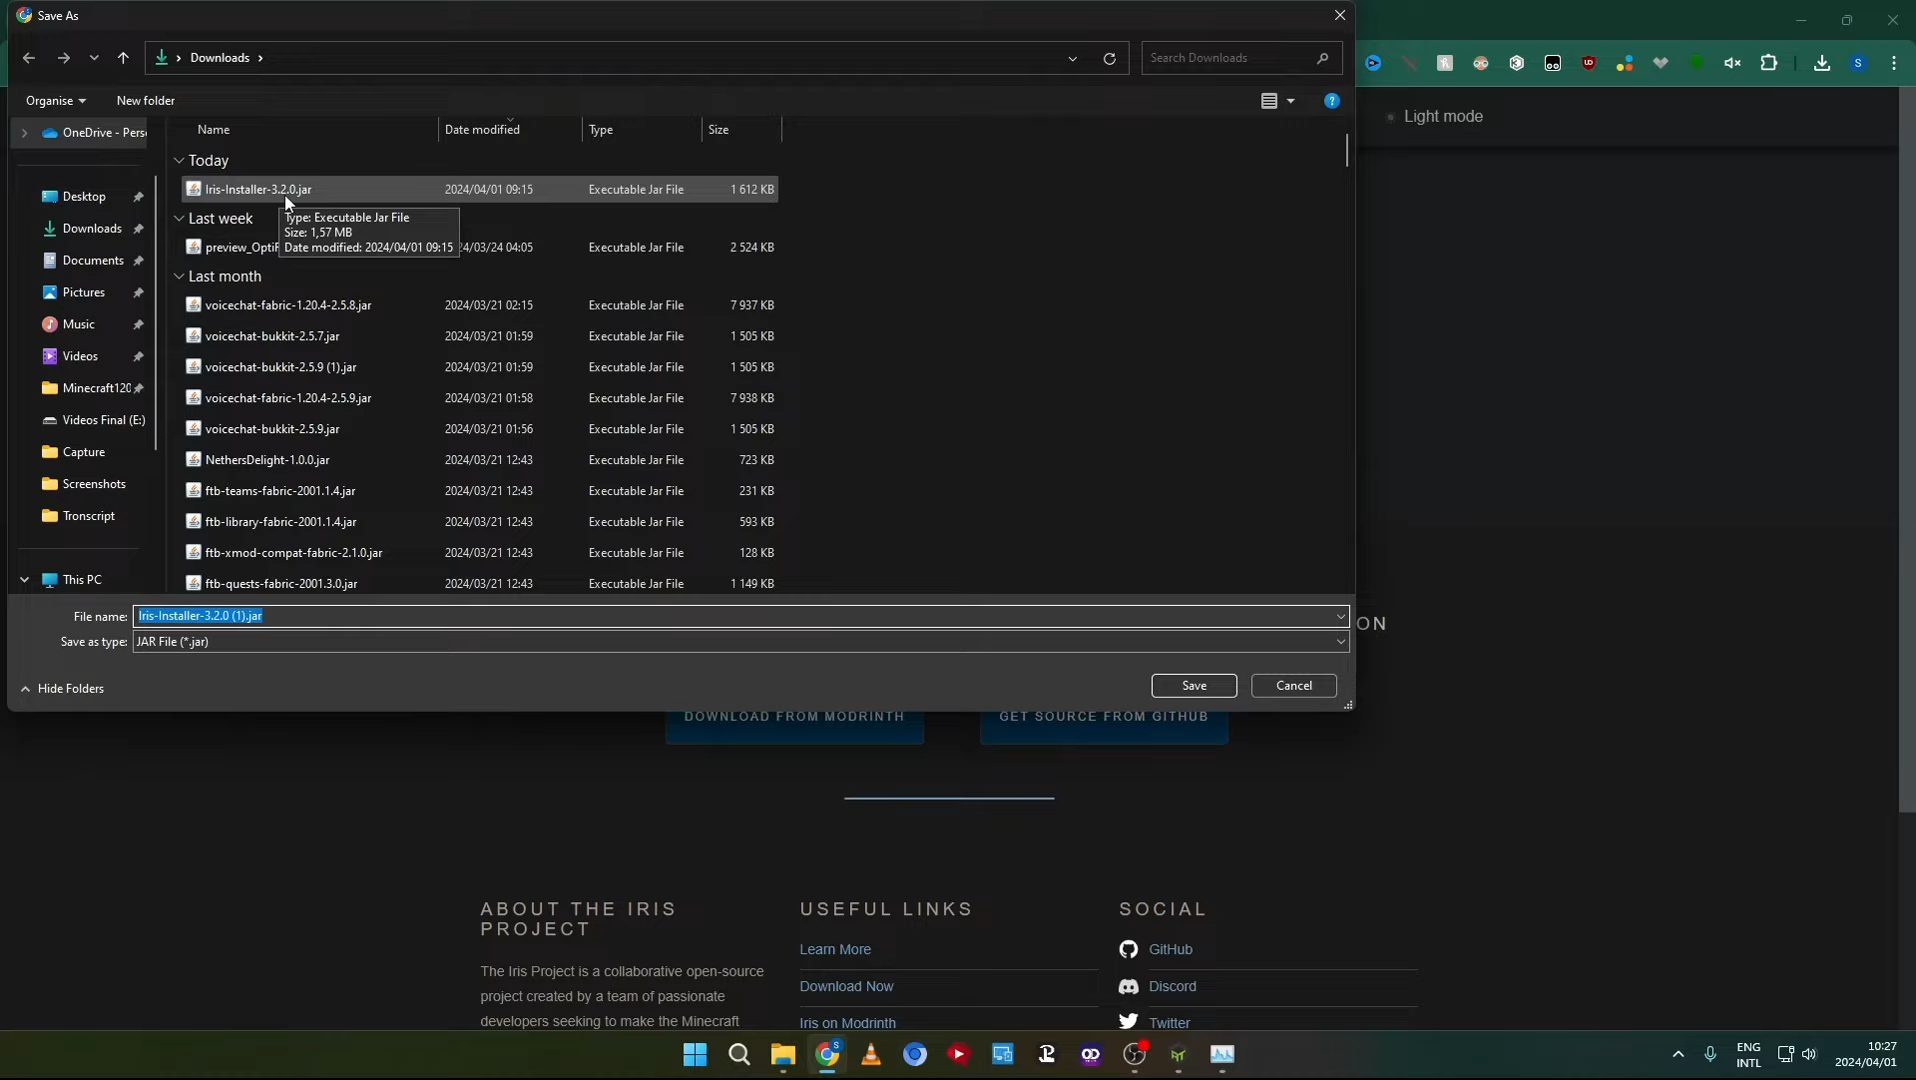 Save As
Downloads
Search Downloads
Organise
New folder
Light mode
OneDrive - Pers
Name
Date modified
Type
Size
Today
Iris-Installer-3.2.0.jar
2024/04/01 09:15
Executable Jar File
1 612 KB
Desktop
Last week
Type: Executable Jar File
Size: 1,57 MB
Date modified: 2024/04/01 09:15
Downloads
preview_OptiF
24/03/24 04:05
Executable Jar File
2 524 KB
Documents
Last month
Pictures
voicechat-fabric-1.20.4-2.5.8.jar
2024/03/21 02:15
Executable Jar File
7 937 KB
Music
voicechat-bukkit-2.5.7.jar
2024/03/21 01:59
Executable Jar File
1 505 KB
Videos
voicechat-bukkit-2.5.9 (1).jar
2024/03/21 01:59
Executable Jar File
1 505 KB
Minecraft120
voicechat-fabric-1.20.4-2.5.9.jar
2024/03/21 01:58
Executable Jar File
7 938 KB
Videos Final (E:)
voicechat-bukkit-2.5.9.jar
2024/03/21 01:56
Executable Jar File
1 505 KB
Capture
NethersDelight-1.0.0.jar
2024/03/21 12:43
Executable Jar File
723 KB
Screenshots
ftb-teams-fabric-2001.1.4.jar
2024/03/21 12:43
Executable Jar File
231 KB
Tronscript
ftb-library-fabric-2001.1.4.jar
2024/03/21 12:43
Executable Jar File
593 KB
ftb-xmod-compat-fabric-2.1.0.jar
2024/03/21 12:43
Executable Jar File
128 KB
This PC
ftb-quests-fabric-2001.3.0.jar
2024/03/21 12:43
Executable Jar File
1 149 KB
File name:
Iris-Installer-3.2.0 (1).jar
ON
Save as type:
JAR File (*.jar)
Hide Folders
Save
Cancel
DOWNLOAD FROM MODRINTH
GET SOURCE FROM GITHUB
ABOUT THE IRIS
PROJECT
The Iris Project is a collaborative open-source
project created by a team of passionate
developers seeking to make the Minecraft
USEFUL LINKS
Learn More
Download Now
Iris on Modrinth
SOCIAL
GitHub
Discord
Twitter
ENG
INTL
10:27
2024/04/01